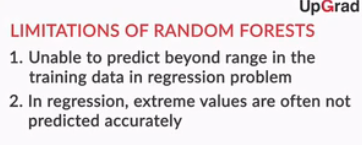 UpGrad
LIMITATIONS OF RANDOM FORESTS
1. Unable to predict beyond range in the
training data in regression problem
2. In regression, extreme values are often not
predicted accurately